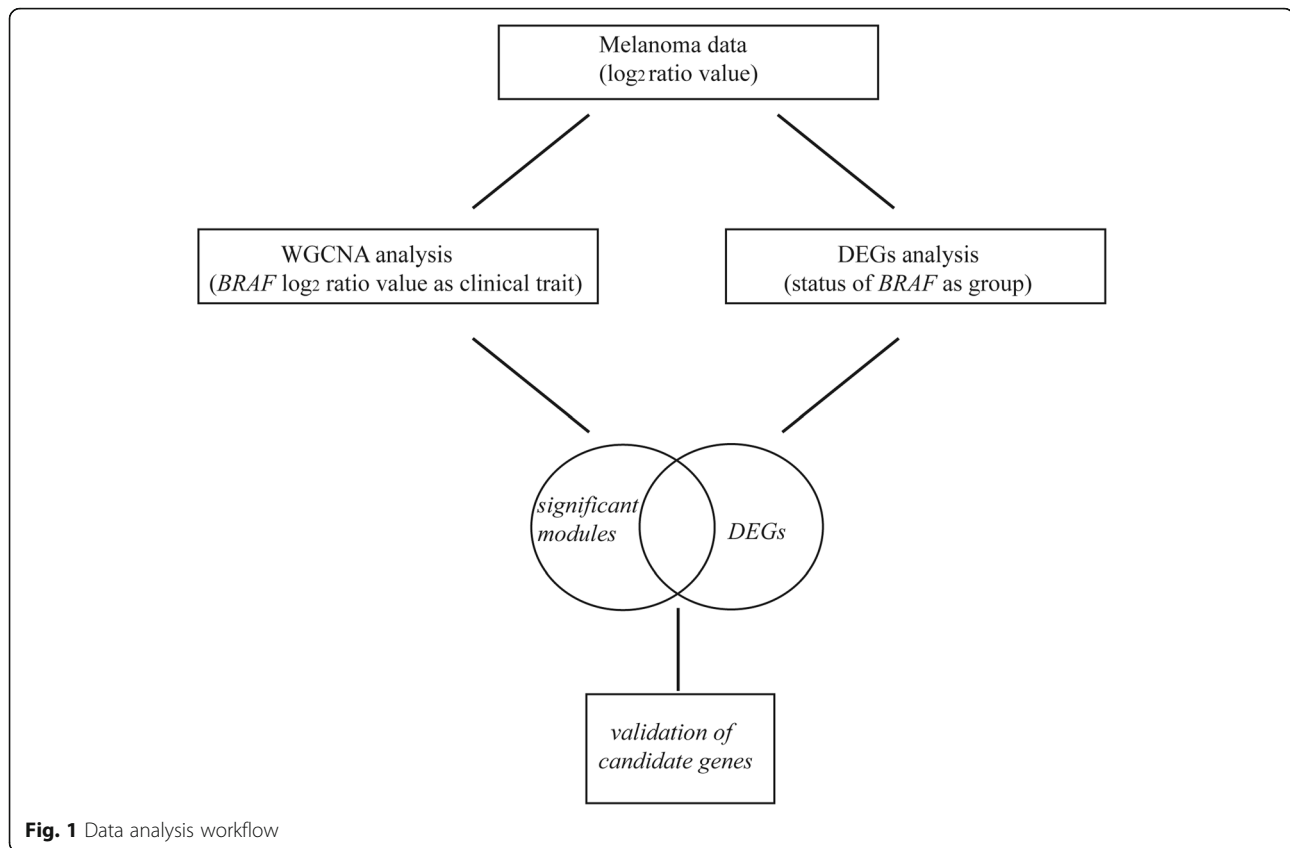 Melanoma data
(log2 ratio value)
WGCNA analysis
(BRAF log2 ratio value as clinical trait)
DEGs analysis
(status of BRAF as group)
significant
modules
DEGs
validation of
candidate genes
Fig. 1 Data analysis workflow